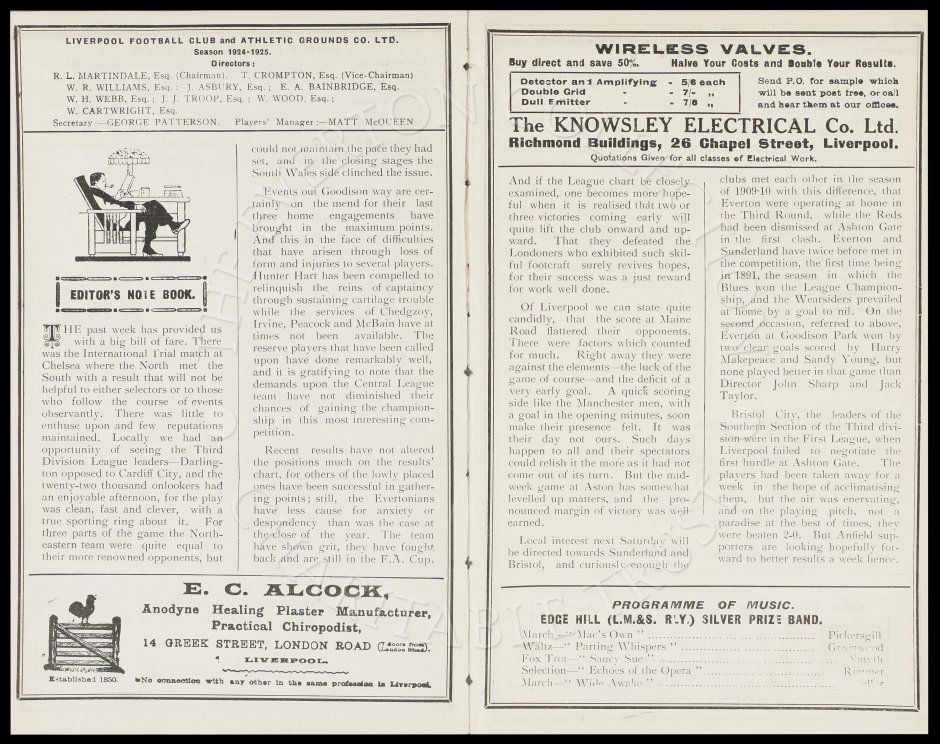 LIVERPOOL FOOTBALL CLUB and ATHLETIC GROUNDS CO. LTD.
Season 1924-1925.
Directors:
R. L. MARTINDALE, Esq. (Chairman). T. CROMPTON, Esq. (Vice-Chairman)
W. R. WILLIAMS, Esq. ; J. ASBURY, Esq. ; E. A. BAINBRIDGE, Esq.
W. H. WEBB, Esq. ; J. J. TROOP, Esq. ; W. WOOD. Esq. ;
W. CARTWRIGHT, Esq.
Secretary :—GEORGE PATTERSON. Players' Manager :—MATT McQUEEN
EDITOR'S NOTE BOOK.
THE past week has provided us
with a big bill of fare. There
was the International Trial match at
Chelsea where the North met the
South with a result that will not be
helpful to either selectors or to those
who follow the course of events
observantly. There was little to
enthuse upon and few reputations
maintained. Locally we had an
opportunity of seeing the Third
Division League leaders—Darling-
ton opposed to Cardiff City, and the
twenty-two thousand onlookers had
an enjoyable afternoon, for the play
was clean, fast and clever, with a
true sporting ring about it. For
three parts of the game the North-
eastern team were quite equal to
their more renowned opponents, but
could not maintain the pace they had
set, and in the closing stages the
South Wales side clinched the issue.
Events out Goodison way are cer-
tainly on the mend for their last
three home engagements have
brought in the maximum points.
And this in the face of difficulties
that have arisen through loss of
form and injuries to several players.
Hunter Hart has been compelled to
relinquish the reins of captaincy
through sustaining cartilage trouble
while the services of Chedgzoy,
Irvine, Peacock and McBain have at
times not been available. The
reserve players that have been called
upon have done remarkably well,
and it is gratifying to note that the
demands upon the Central League
team have not diminished their
chances of gaining the champion-
ship in this most interesting com-
petition.
Recent results have not altered
the positions much on the results'
chart, for others of the lowly placed
ones have been successful in gather-
ing points; still, the Evertonians
have less cause for anxiety or
despondency than was the case at
the close of the year. The team
have shown grit, they have fought
back and are still in the F.A. Cup.
E. C. ALCOCK,
Anodyne Healing Plaster Manufacturer,
Practical Chiropodist,
14 GREEK STREET, LONDON ROAD (7 doors from London Road.)
LIVERPOOL.
Established 1850. No connection with any other in the same profession in Liverpool.
WIRELESS VALVES.
Buy direct and save 50%. Halve Your Costs and Double Your Results.
Detector and Amplifying - 5/6 each
Double Grid - - 7/- „
Dull Emitter - - 7/6 „
Send P.O. for sample which
will be sent post free, or call
and hear them at our offices.
The KNOWSLEY ELECTRICAL Co. Ltd.
Richmond Buildings, 26 Chapel Street, Liverpool.
Quotations Given for all classes of Electrical Work.
And if the League chart be closely
examined, one becomes more hope-
ful when it is realised that two or
three victories coming early will
quite lift the club onward and up-
ward. That they defeated the
Londoners who exhibited such skil-
ful footcraft surely revives hopes,
for their success was a just reward
for work well done.
Of Liverpool we can state quite
candidly, that the score at Maine
Road flattered their opponents.
There were factors which counted
for much. Right away they were
against the elements—the luck of the
game of course—and the deficit of a
very early goal. A quick scoring
side like the Manchester men, with
a goal in the opening minutes, soon
make their presence felt. It was
their day not ours. Such days
happen to all and their spectators
could relish it the more as it had not
come out of its turn. But the mid-
week game at Aston has somewhat
levelled up matters, and the pro-
nounced margin of victory was well
earned.
Local interest next Saturday will
be directed towards Sunderland and
Bristol, and curiously enough the
clubs met each other in the season
of 1909-10 with this difference, that
Everton were operating at home in
the Third Round, while the Reds
had been dismissed at Ashton Gate
in the first clash. Everton and
Sunderland have twice before met in
the competition, the first time being
in 1891, the season in which the
Blues won the League Champion-
ship, and the Wearsiders prevailed
at home by a goal to nil. On the
second occasion, referred to above,
Everton at Goodison Park won by
two clear goals scored by Harry
Makepeace and Sandy Young, but
none played better in that game than
Director John Sharp and Jack
Taylor.
Bristol City, the leaders of the
Southern Section of the Third divi-
sion were in the First League, when
Liverpool failed to negotiate the
first hurdle at Ashton Gate. The
players had been taken away for a
week in the hope of acclimatising
them, but the air was enervating,
and on the playing pitch, not a
paradise at the best of times, they
were beaten 2-0. But Anfield sup-
porters are looking hopefully for-
ward to better results a week hence.
PROGRAMME OF MUSIC.
EDGE HILL (L.M.&S. R'LY.) SILVER PRIZE BAND.
March—" Mac's Own " Pickersgill
Waltz—" Parting Whispers " Greenwood
Fox Trot—" Saucy Sue " Smyth
Selection—" Echoes of the Opera " Rimmer
March—" Wide Awake "
EVERTON
CHARITABLE TRUST